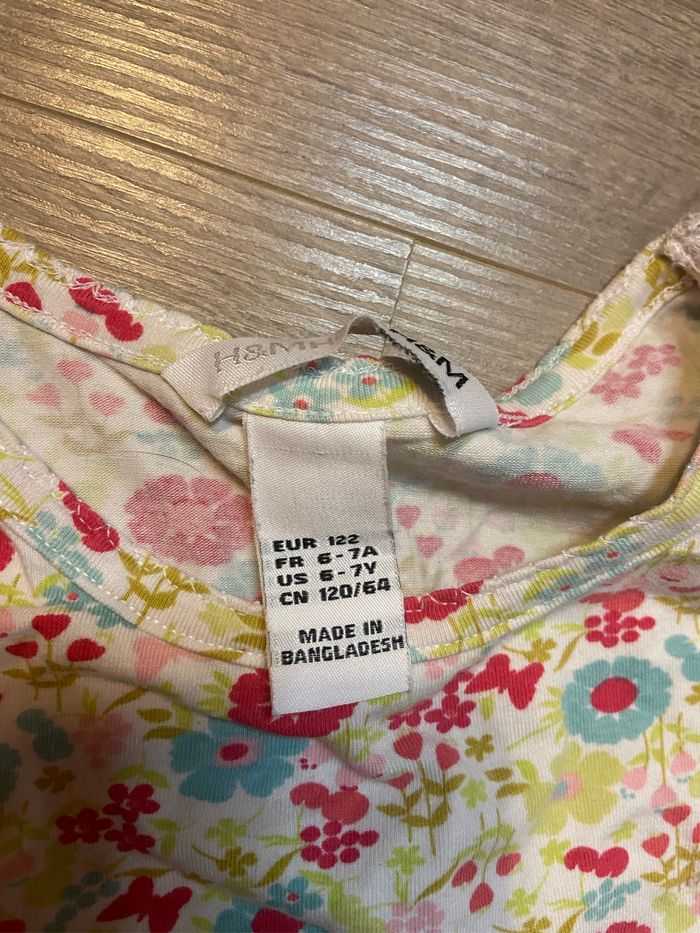 H&M
H&M
EUR 122
FR 6-7A
US 6-7Y
CN 120/64
MADE IN
BANGLADESH